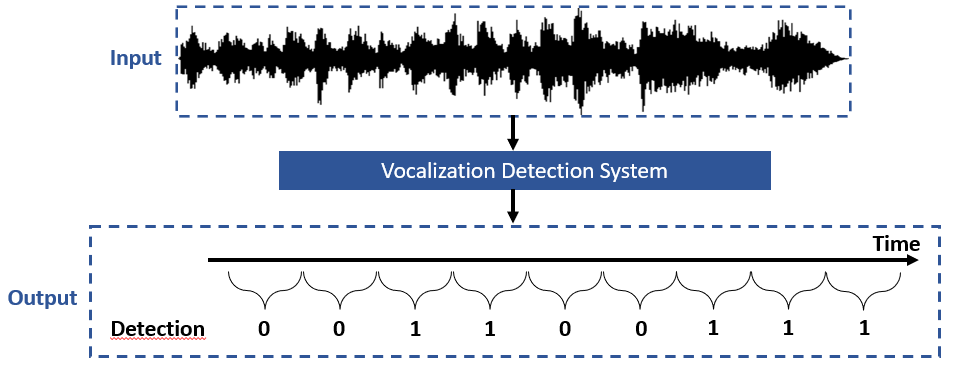 Input
Vocalization Detection System
Time
Output
Detection 0 0 1 1 0 0 1 1 1